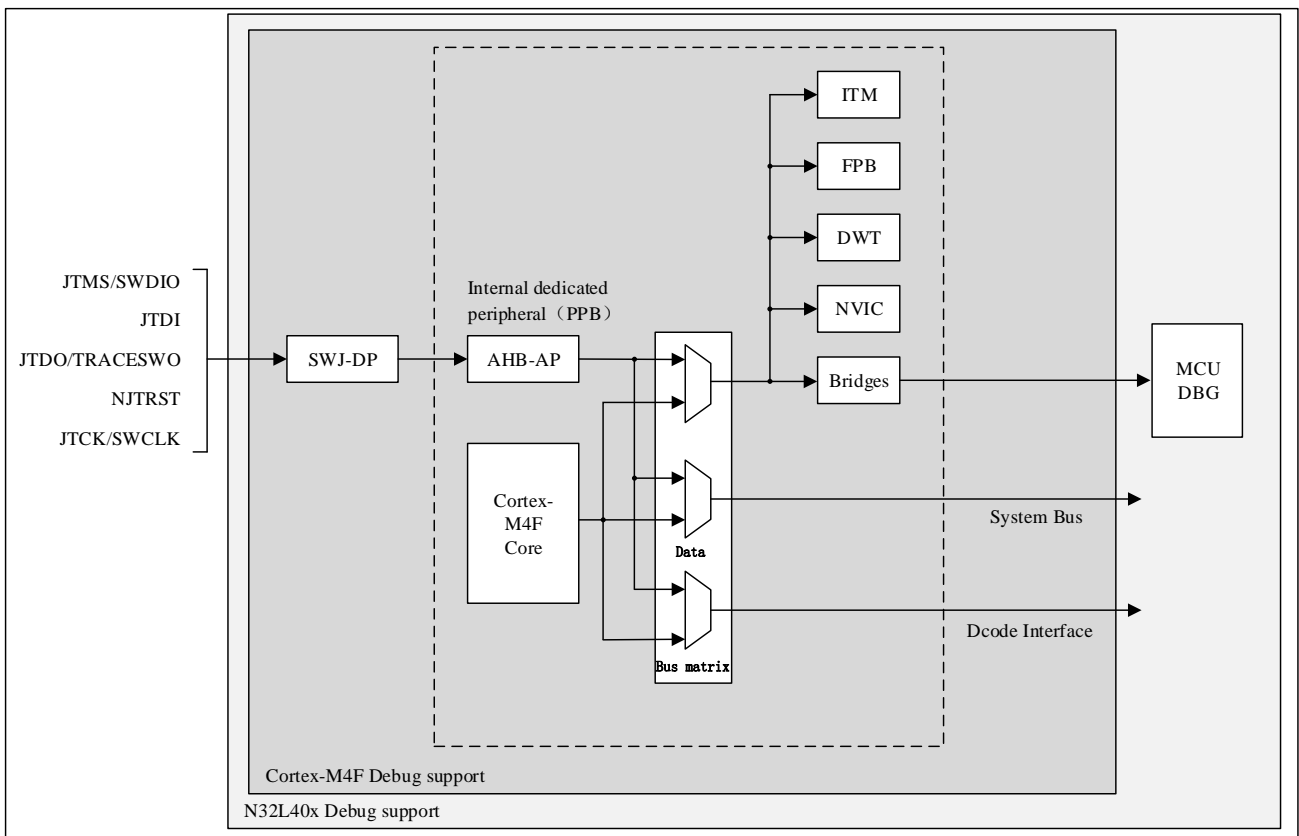 ITM
FPB
DWT
NVIC
Bridges
JTMS/SWDIO
JTDI
JTDO/TRACESWO
NJTRST
JTCK/SWCLK
SWJ-DP
Internal dedicated
peripheral（PPB）
AHB-AP
Cortex-
M4F
Core
Data
Bus matrix
MCU
DBG
System Bus
Dcode Interface
Cortex-M4F Debug support
N32L40x Debug support